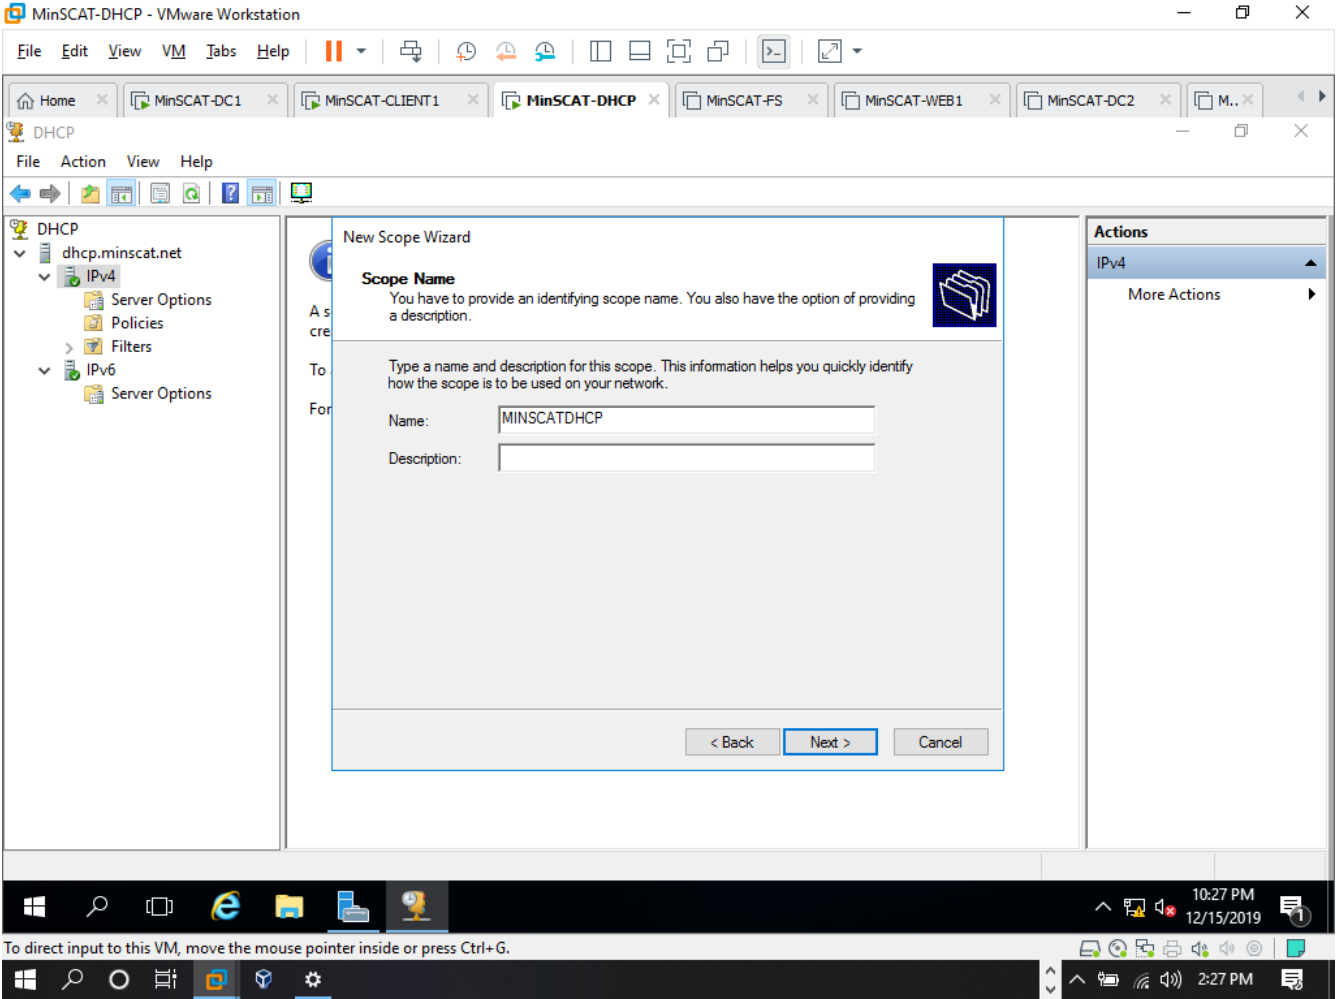 MinSCAT-DHCP - VMware Workstation
File Edit View VM Tabs Help
Home MinSCAT-DC1 MinSCAT-CLIENT1 MinSCAT-DHCP MinSCAT-FS MinSCAT-WEB1 MinSCAT-DC2 M..
DHCP
File Action View Help
DHCP
dhcp.minscat.net
IPv4
Server Options
Policies
Filters
IPv6
Server Options
A s
cre
To
For
New Scope Wizard
Scope Name
You have to provide an identifying scope name. You also have the option of providing
a description.
Type a name and description for this scope. This information helps you quickly identify
how the scope is to be used on your network.
Name: MINSCATDHCP
Description:
< Back Next > Cancel
Actions
IPv4
More Actions
10:27 PM
12/15/2019
1
To direct input to this VM, move the mouse pointer inside or press Ctrl+G.
2:27 PM